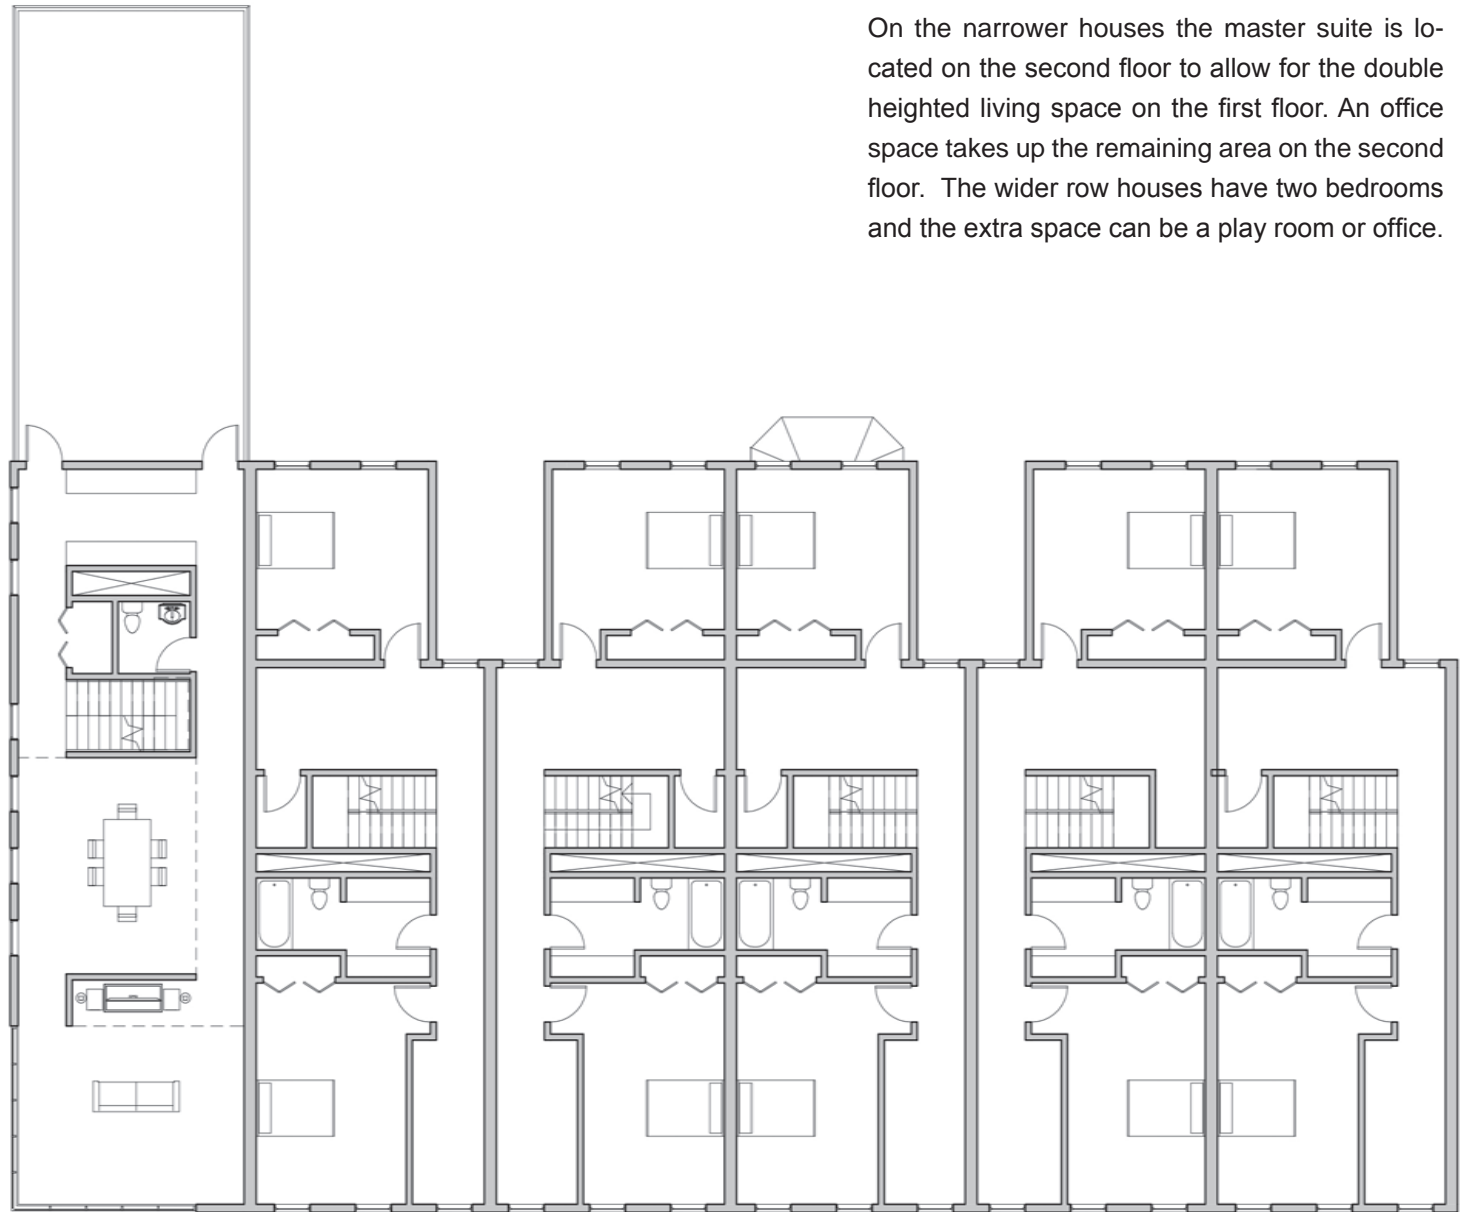 On the narrower houses the master suite is lo-
cated on the second floor to allow for the double
heighted living space on the first floor. An office
space takes up the remaining area on the second
floor.  The wider row houses have two bedrooms
and the extra space can be a play room or office.